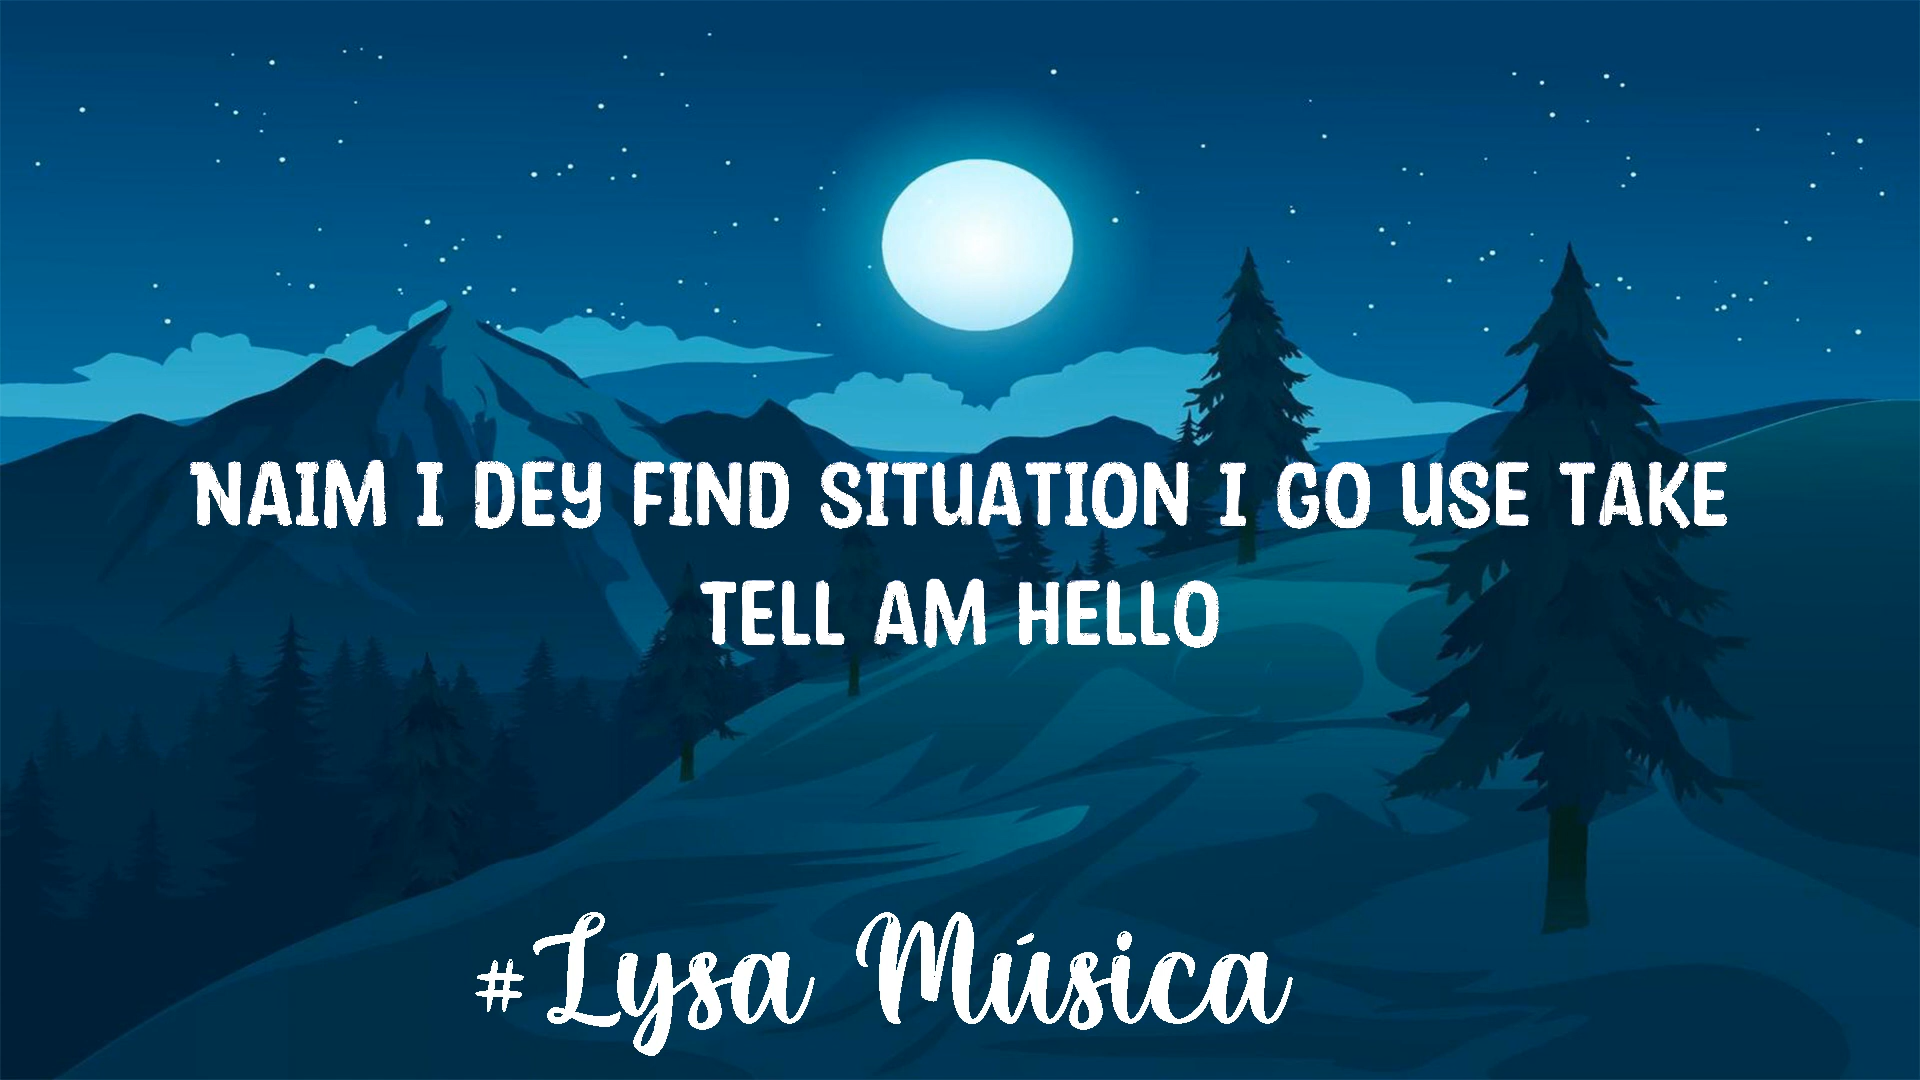 NAIM I DEY FIND SITUATION I GO USE TAKE
TELL AM HELLO
#Lysa Música